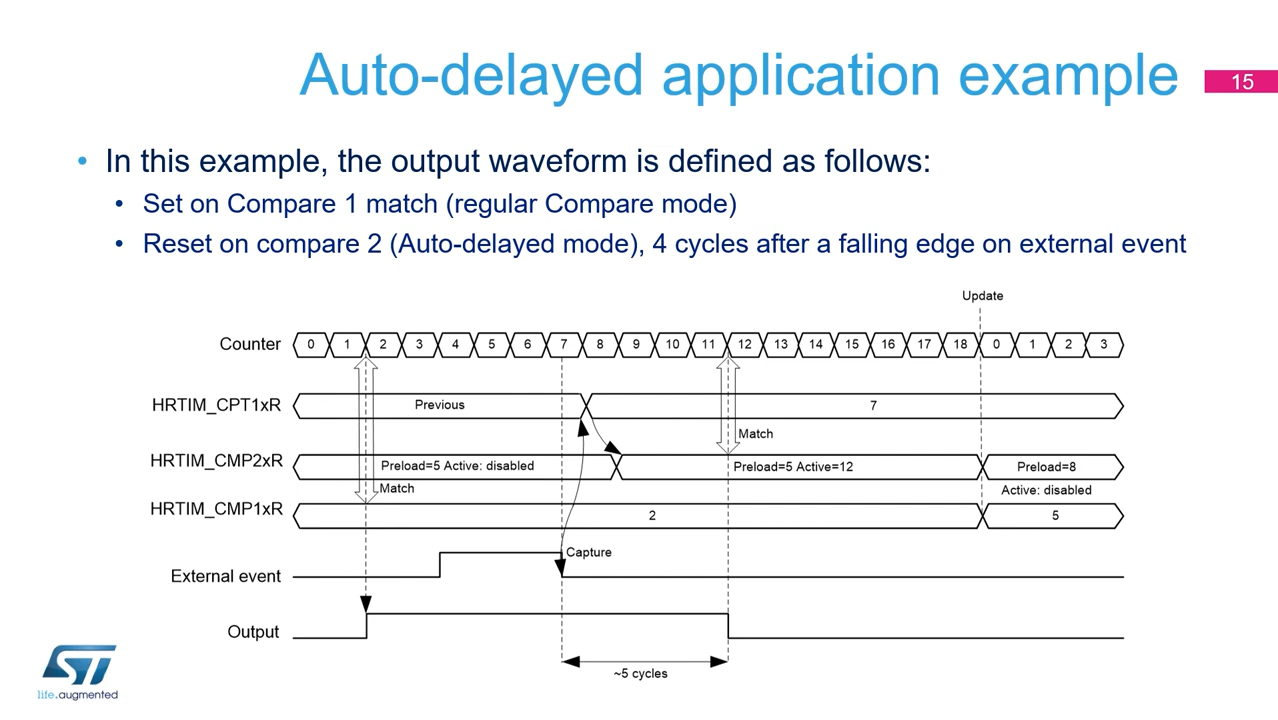 Auto-delayed application example
15
• In this example, the output waveform is defined as follows:
• Set on Compare 1 match (regular Compare mode)
• Reset on compare 2 (Auto-delayed mode), 4 cycles after a falling edge on external event
Update
Counter 0 1 2 3 4 5 6 7 8 9 10 11 12 13 14 15 16 17 18 0 1 2 3
HRTIM_CPT1xR Previous 7
Match
HRTIM_CMP2xR Preload=5 Active: disabled Preload=5 Active=12 Preload=8
Match Active: disabled
HRTIM_CMP1xR 2 5
Capture
External event
Output
~5 cycles
ST
life.augmented